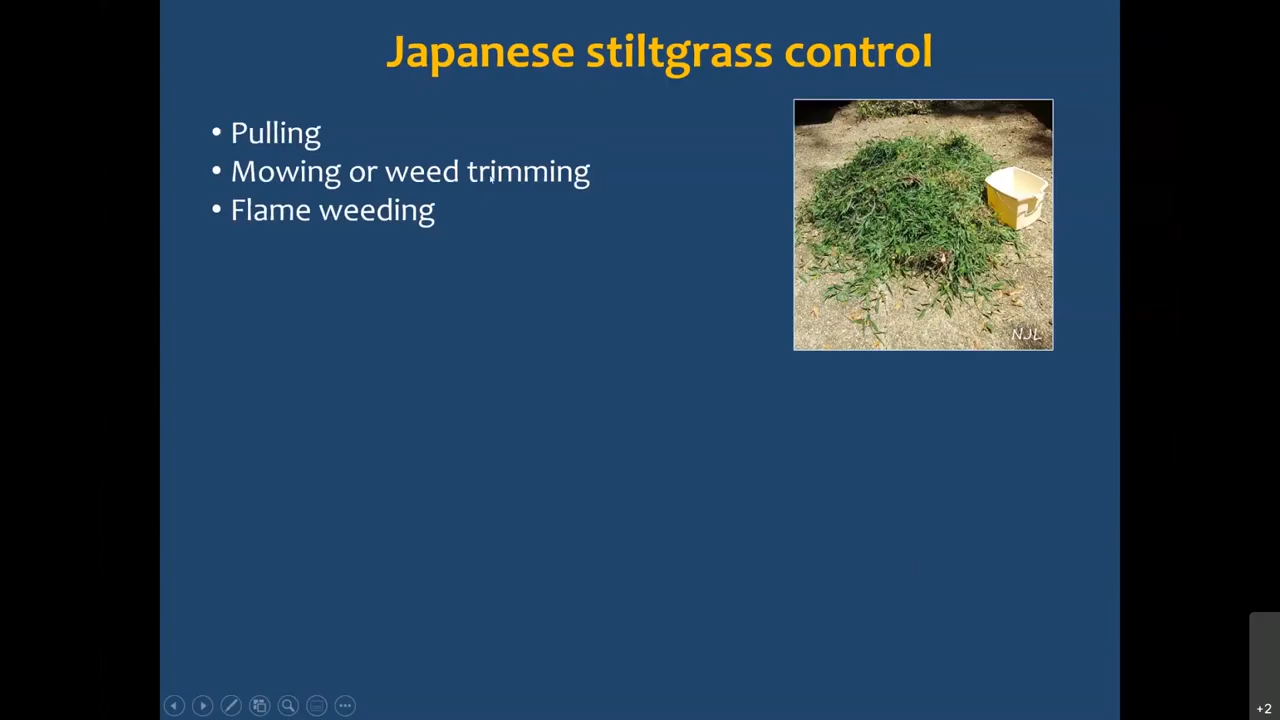 Japanese stiltgrass control
• Pulling
• Mowing or weed trimming
• Flame weeding
NJL
+2